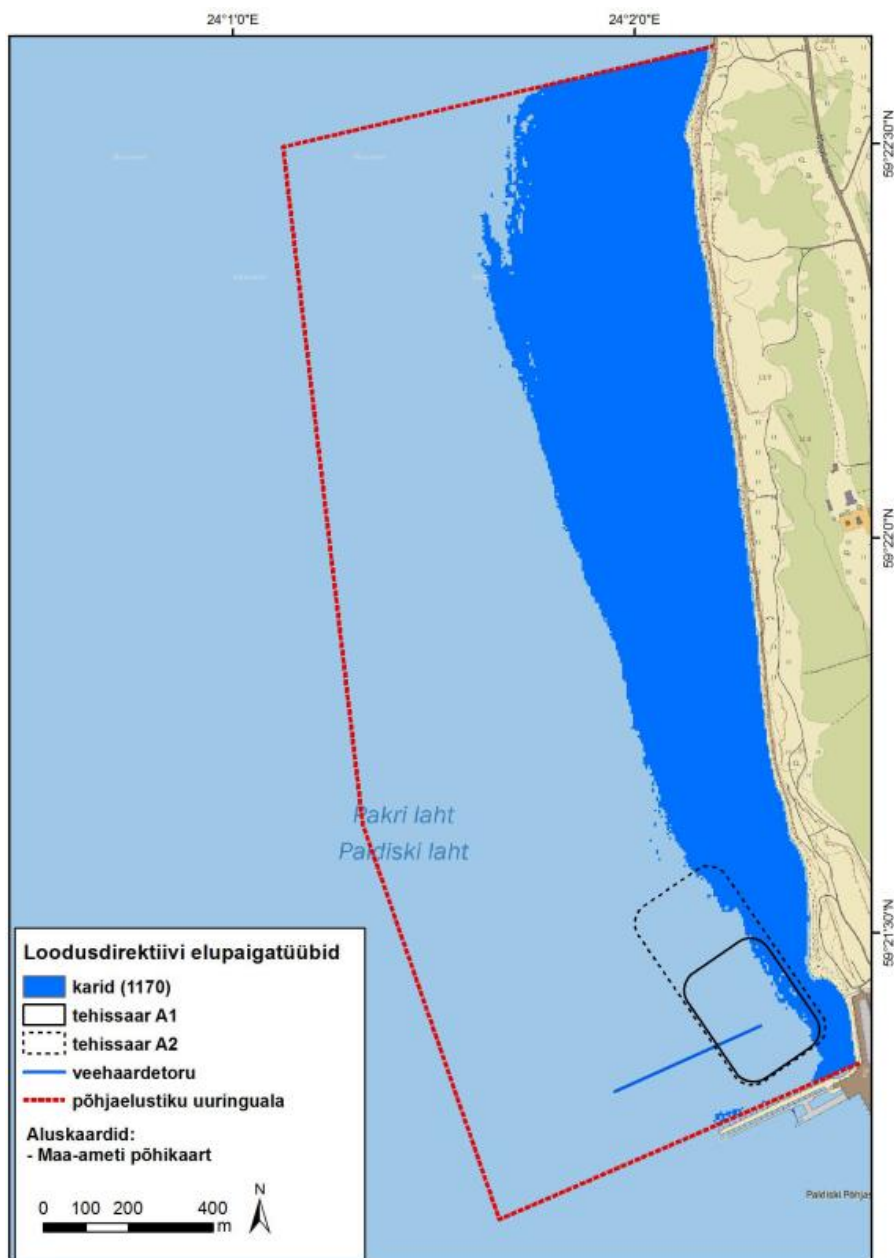 24°1'0"E
24°2'0"E
59°22'30"N
59°22'0"N
59°21'30"N
Pakri laht
Paldiski laht
Loodusdirektiivi elupaigatüübid
karid (1170)
tehissaar A1
tehissaar A2
veehaardetoru
põhjaelustiku uuringuala
Aluskaardid:
- Maa-ameti põhikaart
0 100 200 400
m
N
Paldiski Põhjas